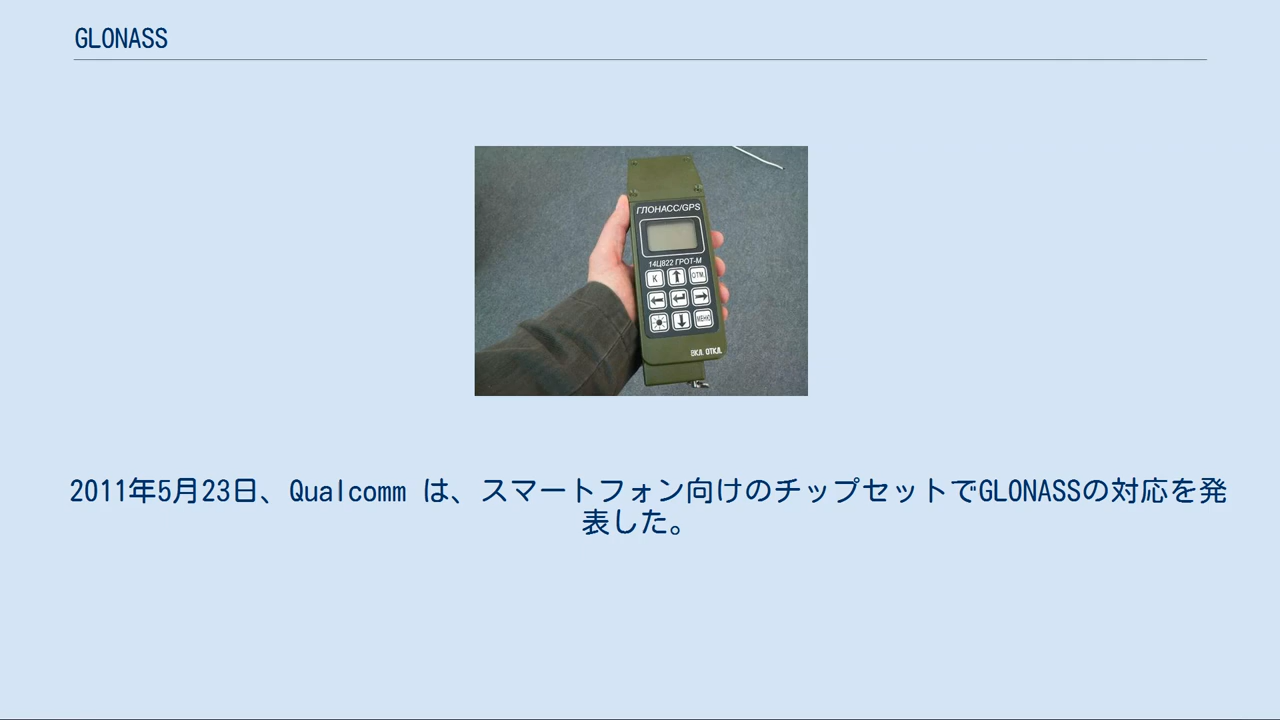 GLONASS
ГЛОНАСС/GPS
14Ц822 ГРОТ-М
К
ОТМ
МЕНЮ
ВКЛ. ОТКЛ.
2011年5月23日、Qualcomm は、スマートフォン向けのチップセットでGLONASSの対応を発
表した。